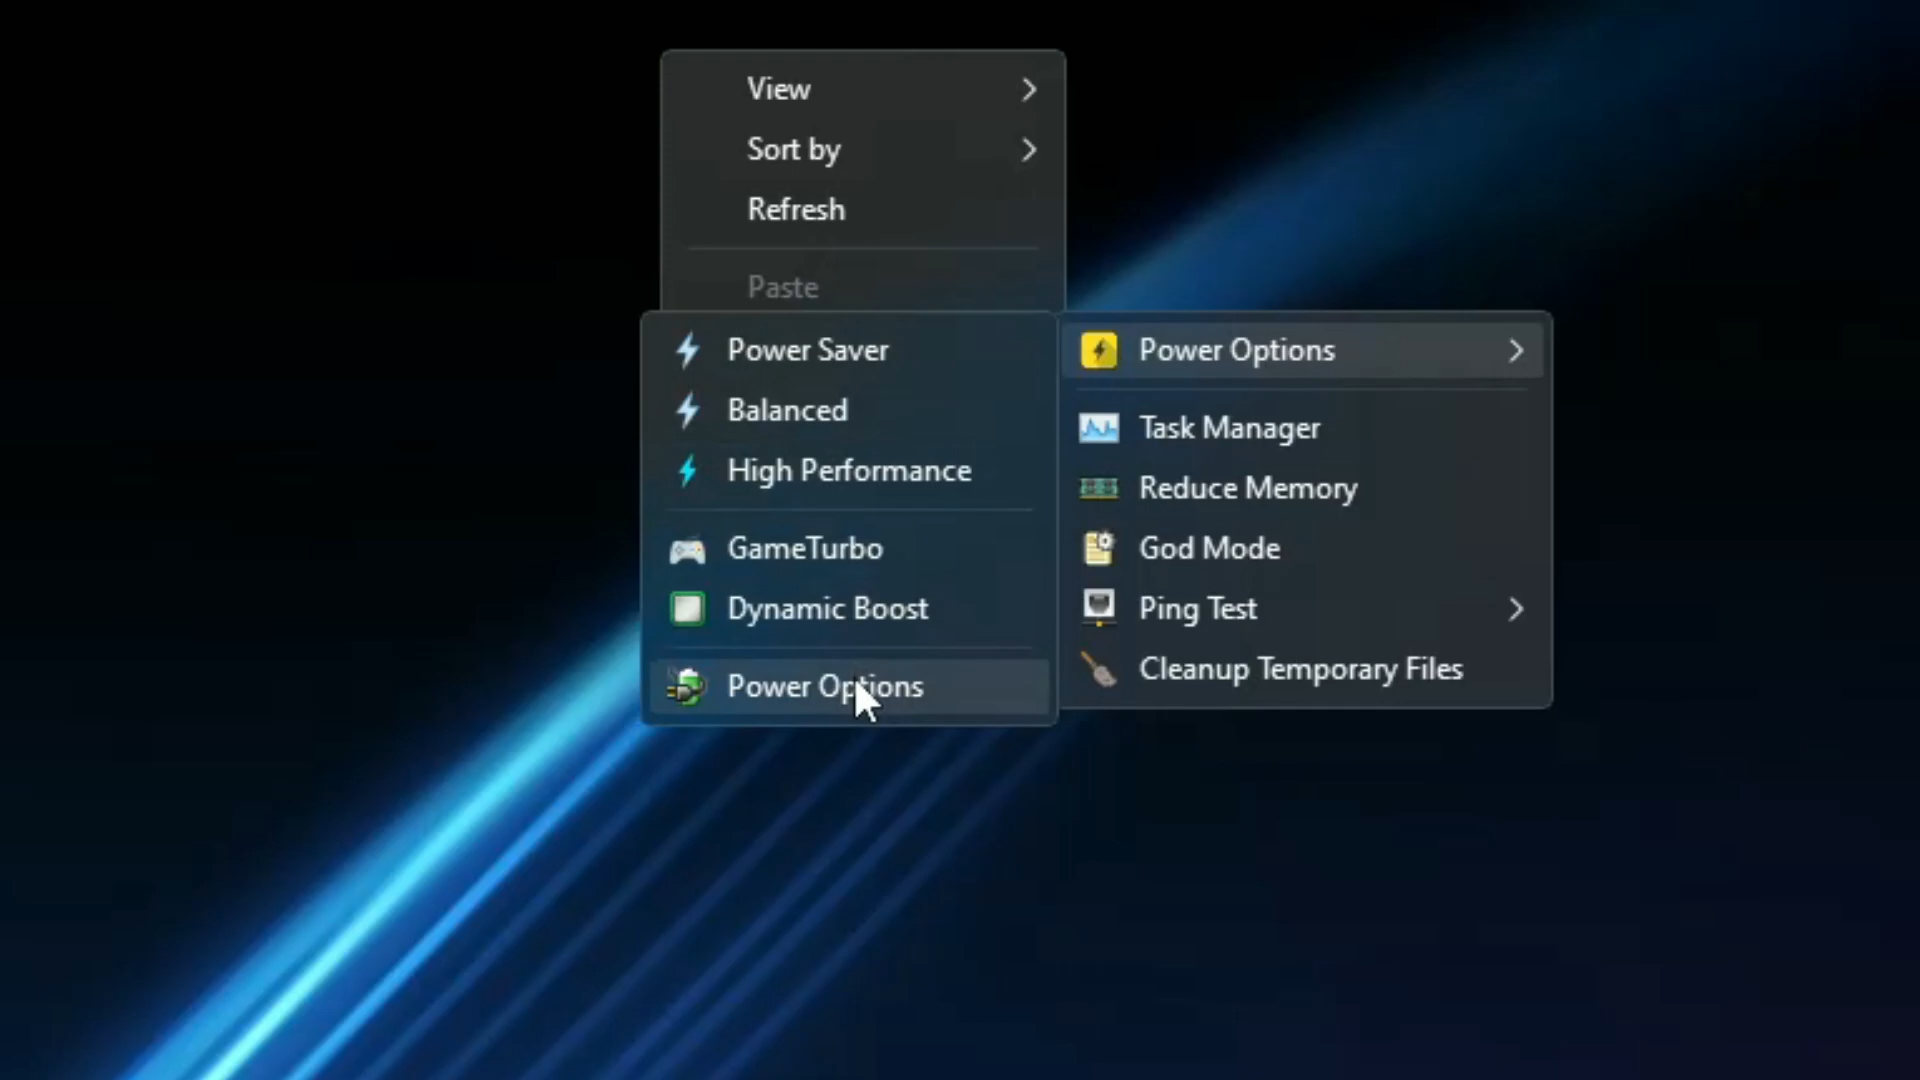 View
Sort by
Refresh
Paste
Power Saver
Balanced
High Performance
GameTurbo
Dynamic Boost
Power Options
Power Options
Task Manager
Reduce Memory
God Mode
Ping Test
Cleanup Temporary Files